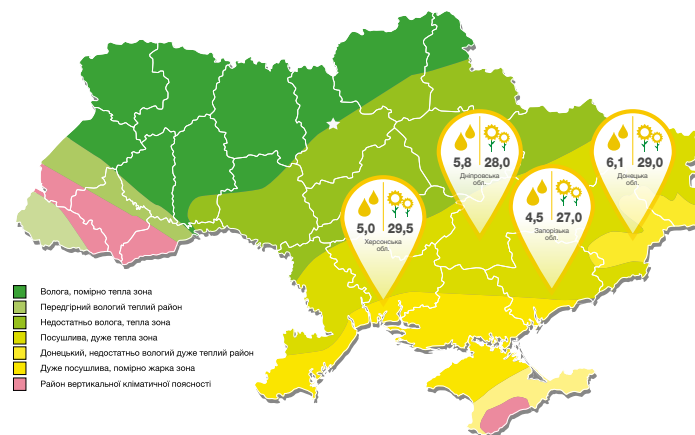 5,8 28,0
Дніпровська
обл.
6,1 29,0
Донецька
обл.
4,5 27,0
Запорізька
обл.
5,0 29,5
Херсонська
обл.
Волога, помірно тепла зона
Передгірний вологий теплий район
Недостатньо волога, тепла зона
Посушлива, дуже тепла зона
Донецький, недостатньо вологий дуже теплий район
Дуже посушлива, помірно жарка зона
Район вертикальної кліматичної поясності